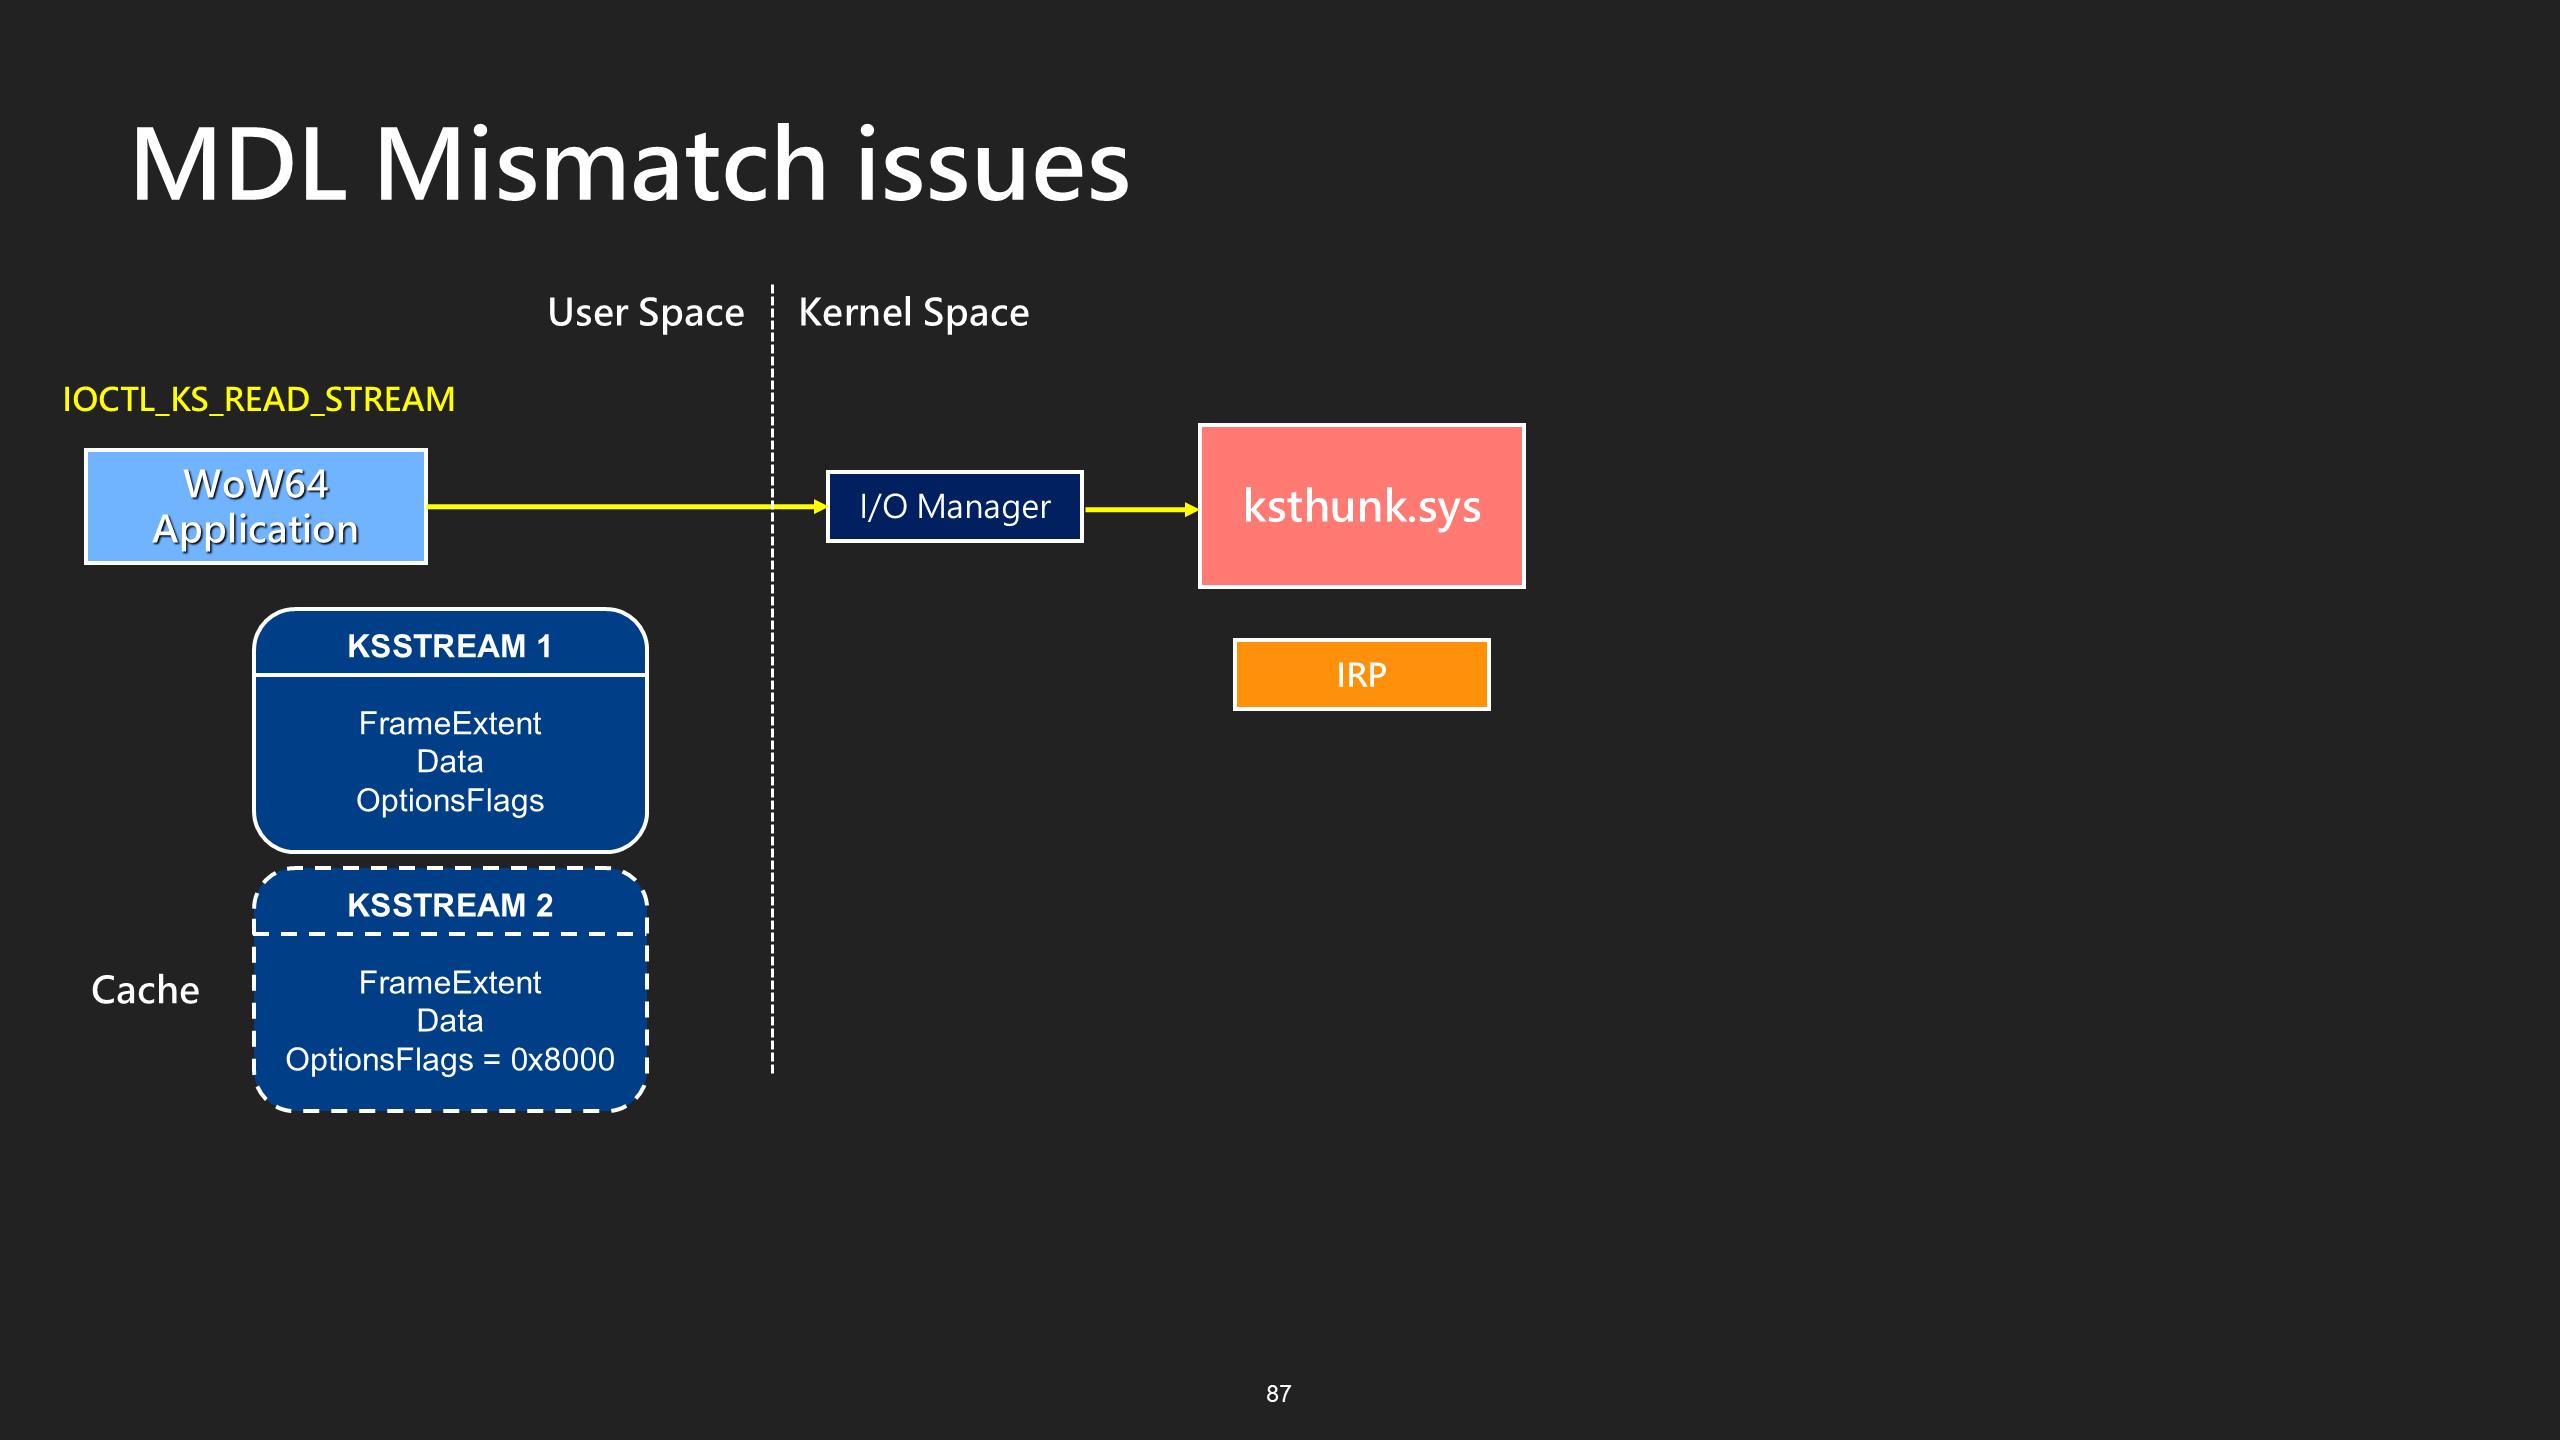 MDL Mismatch issues
User Space
Kernel Space
IOCTL_KS_READ_STREAM
WoW64
Application
I/O Manager
ksthunk.sys
IRP
KSSTREAM 1
FrameExtent
Data
OptionsFlags
KSSTREAM 2
Cache
FrameExtent
Data
OptionsFlags = 0x8000
87